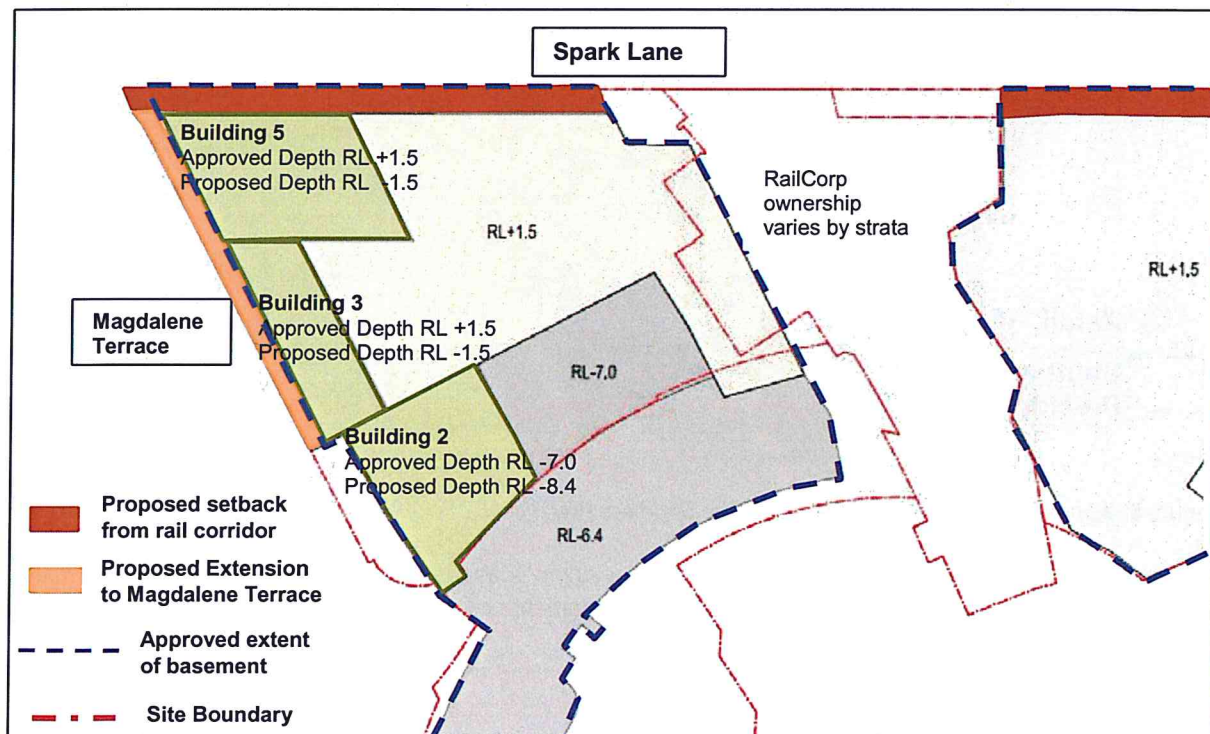 Spark Lane
Building 5
Approved Depth RL +1.5
Proposed Depth RL -1.5
RailCorp
ownership
varies by strata
RL+1.5
RL+1.5
Building 3
Approved Depth RL +1.5
Proposed Depth RL -1.5
Magdalene
Terrace
RL-7.0
Building 2
Approved Depth RL -7.0
Proposed Depth RL -8.4
RL-6.4
Proposed setback
from rail corridor
Proposed Extension
to Magdalene Terrace
Approved extent
of basement
Site Boundary